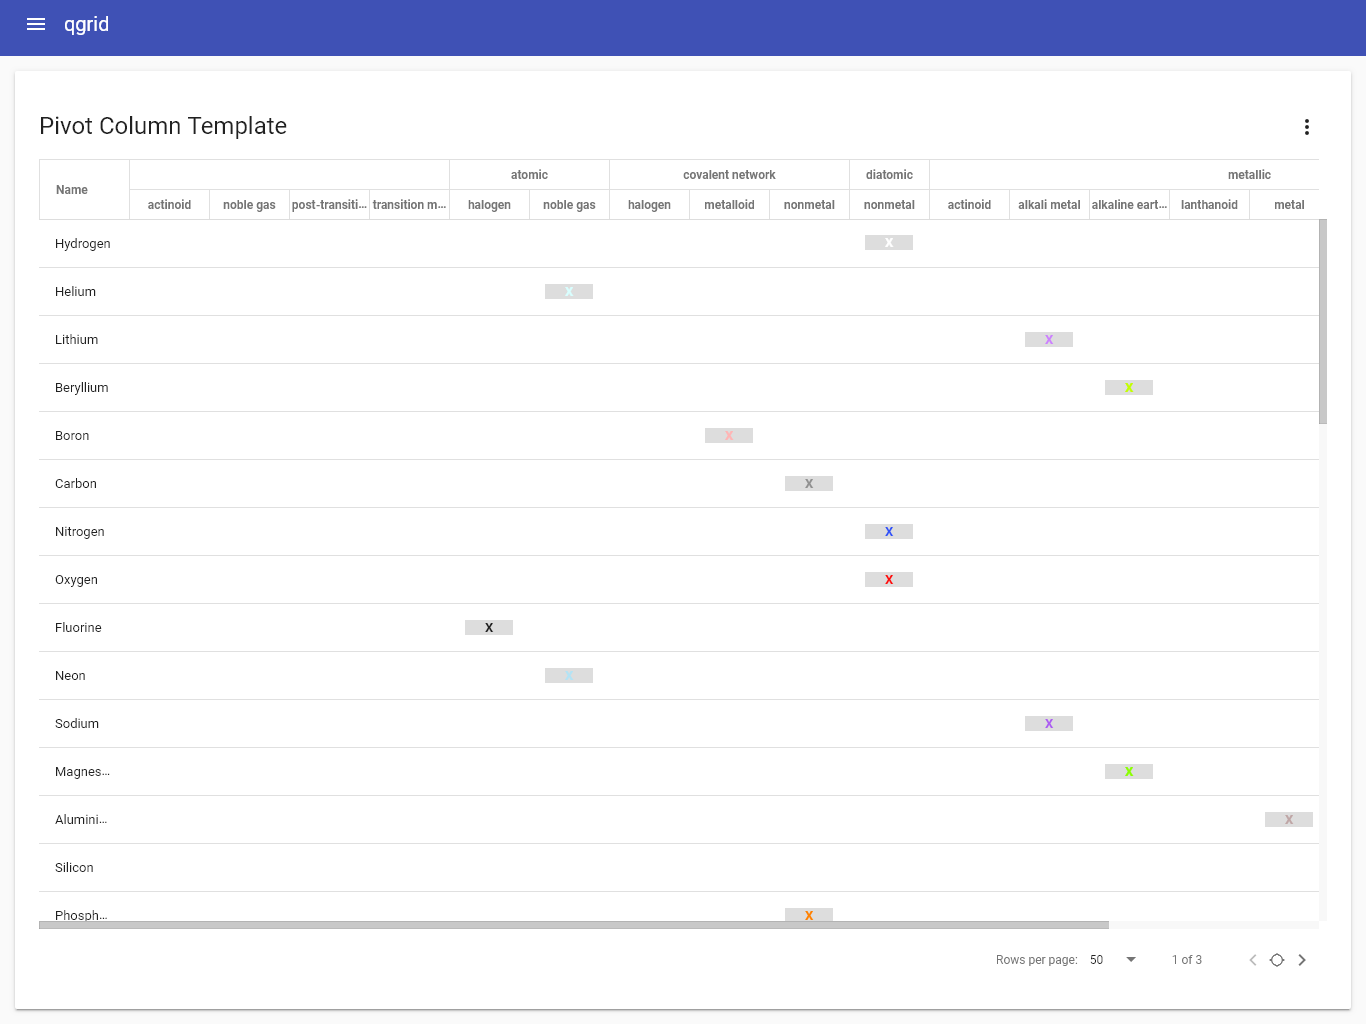 qgrid
Pivot Column Template
Name atomic covalent network diatomic metallic
actinoid noble gas post-transiti... transition m... halogen noble gas halogen metalloid nonmetal nonmetal actinoid alkali metal alkaline eart... lanthanoid metal
Hydrogen X
Helium X
Lithium X
Beryllium X
Boron X
Carbon X
Nitrogen X
Oxygen X
Fluorine X
Neon X
Sodium X
Magnes... X
Alumini... X
Silicon
Phosph... X
Rows per page: 50 1 of 3